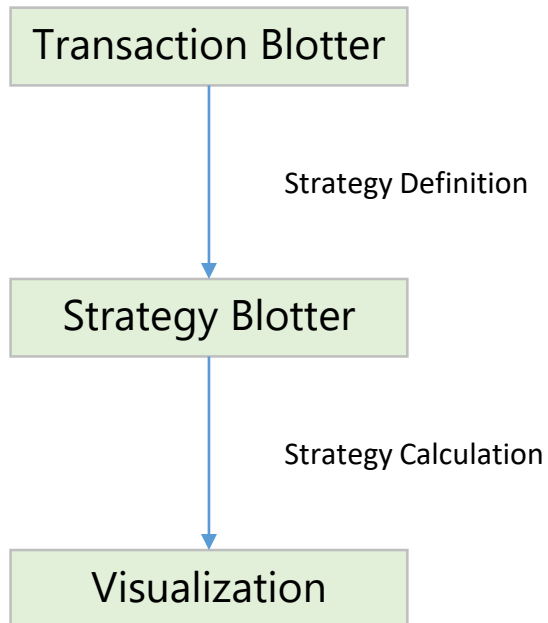 Transaction Blotter
Strategy Definition
Strategy Blotter
Strategy Calculation
Visualization